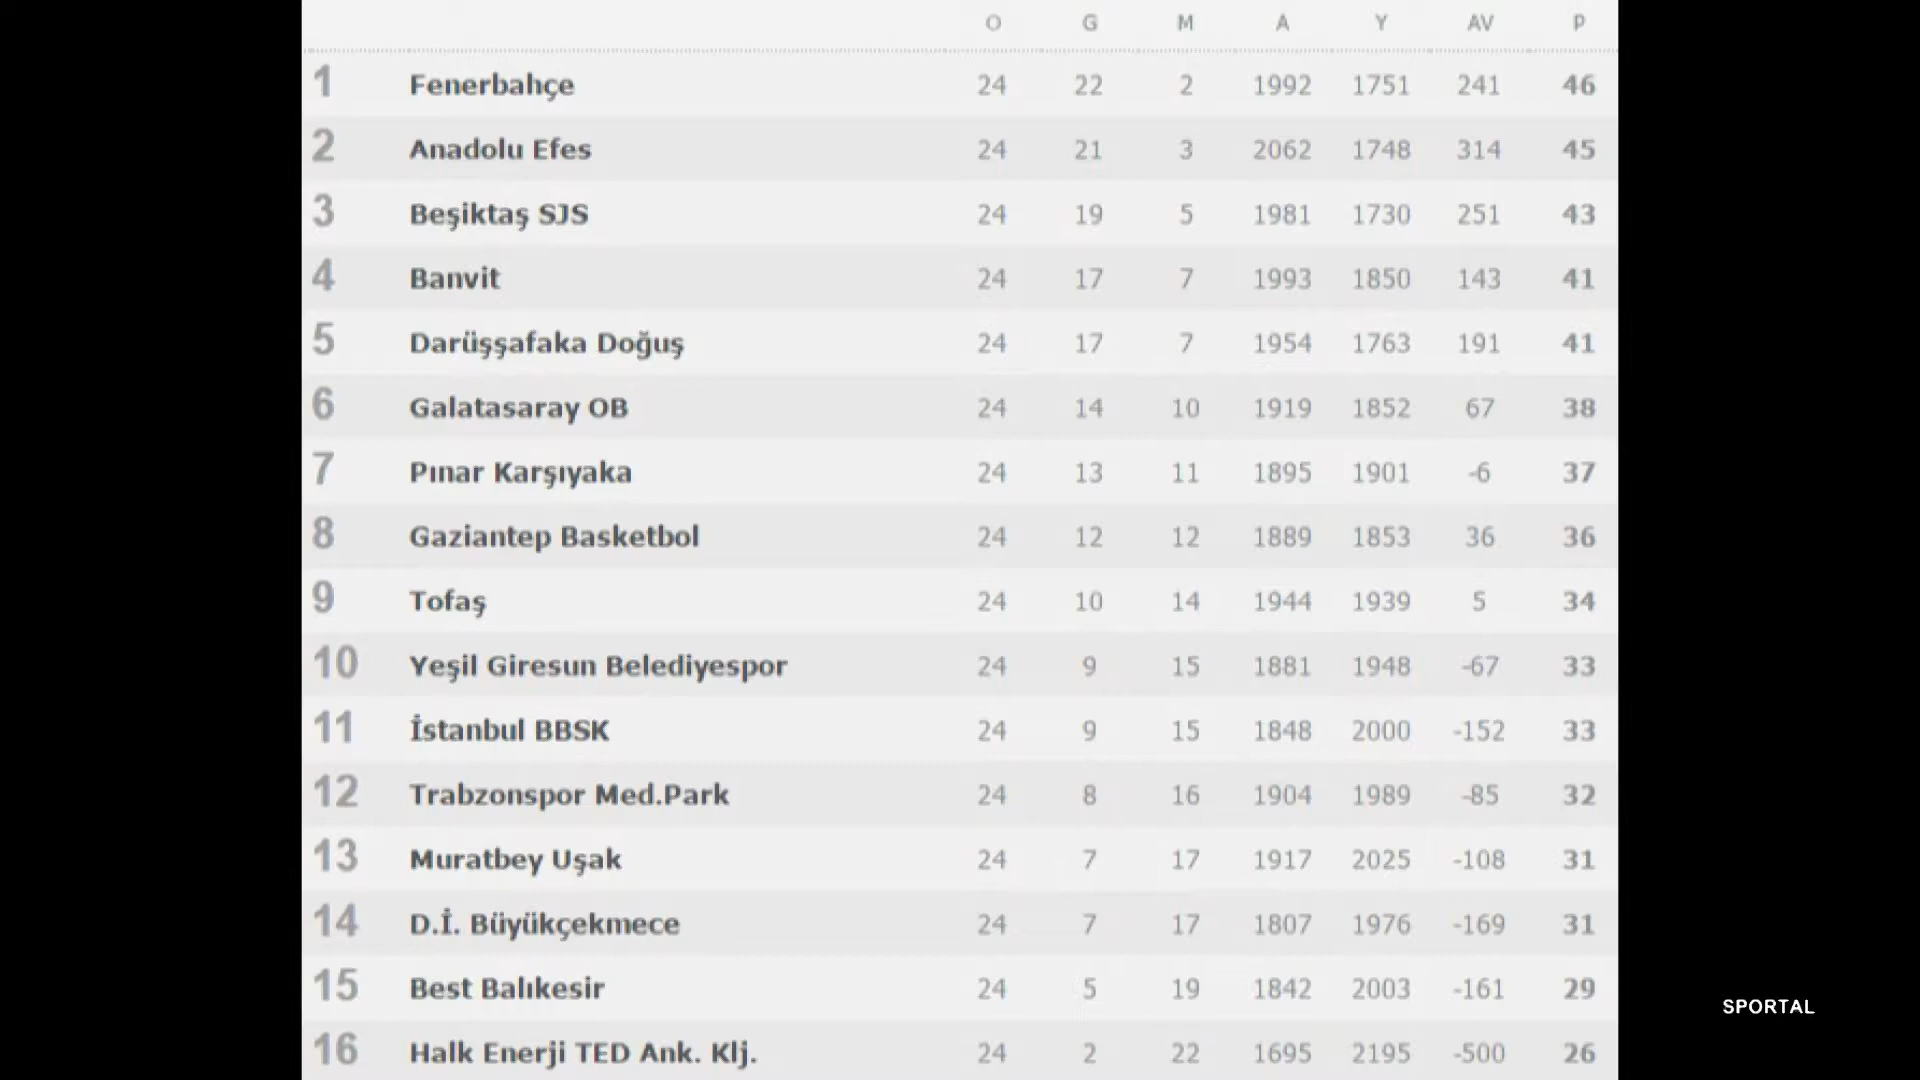 O G M A Y AV P
1 Fenerbahçe 24 22 2 1992 1751 241 46
2 Anadolu Efes 24 21 3 2062 1748 314 45
3 Beşiktaş SJS 24 19 5 1981 1730 251 43
4 Banvit 24 17 7 1993 1850 143 41
5 Darüşşafaka Doğuş 24 17 7 1954 1763 191 41
6 Galatasaray OB 24 14 10 1919 1852 67 38
7 Pınar Karşıyaka 24 13 11 1895 1901 -6 37
8 Gaziantep Basketbol 24 12 12 1889 1853 36 36
9 Tofaş 24 10 14 1944 1939 5 34
10 Yeşil Giresun Belediyespor 24 9 15 1881 1948 -67 33
11 İstanbul BBSK 24 9 15 1848 2000 -152 33
12 Trabzonspor Med.Park 24 8 16 1904 1989 -85 32
13 Muratbey Uşak 24 7 17 1917 2025 -108 31
14 D.İ. Büyükçekmece 24 7 17 1807 1976 -169 31
15 Best Balıkesir 24 5 19 1842 2003 -161 29
SPORTAL
16 Halk Enerji TED Ank. Klj. 24 2 22 1695 2195 -500 26